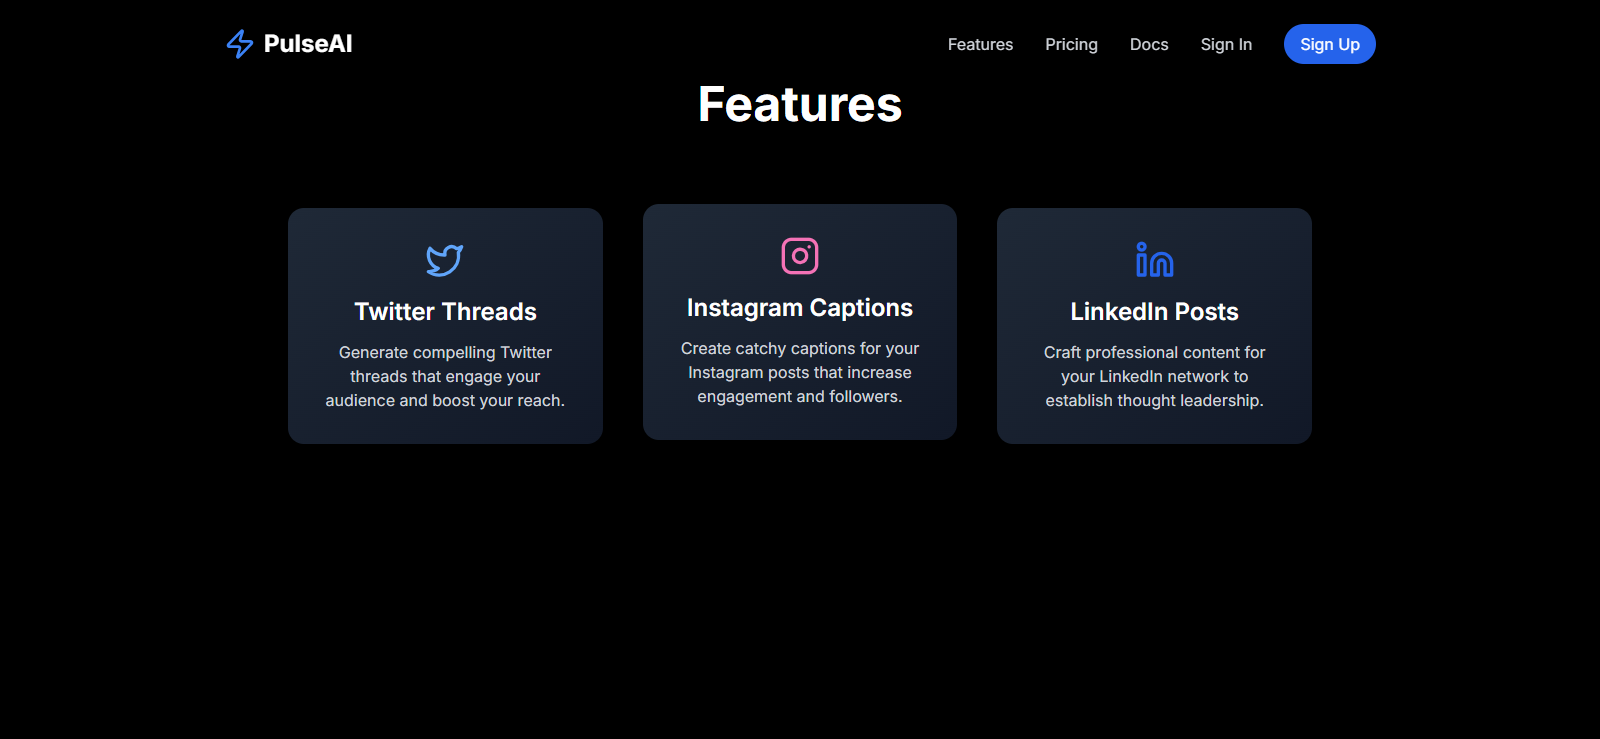 PulseAI
Features Pricing Docs Sign In Sign Up
Features
Twitter Threads
Generate compelling Twitter
threads that engage your
audience and boost your reach.
Instagram Captions
Create catchy captions for your
Instagram posts that increase
engagement and followers.
LinkedIn Posts
Craft professional content for
your LinkedIn network to
establish thought leadership.